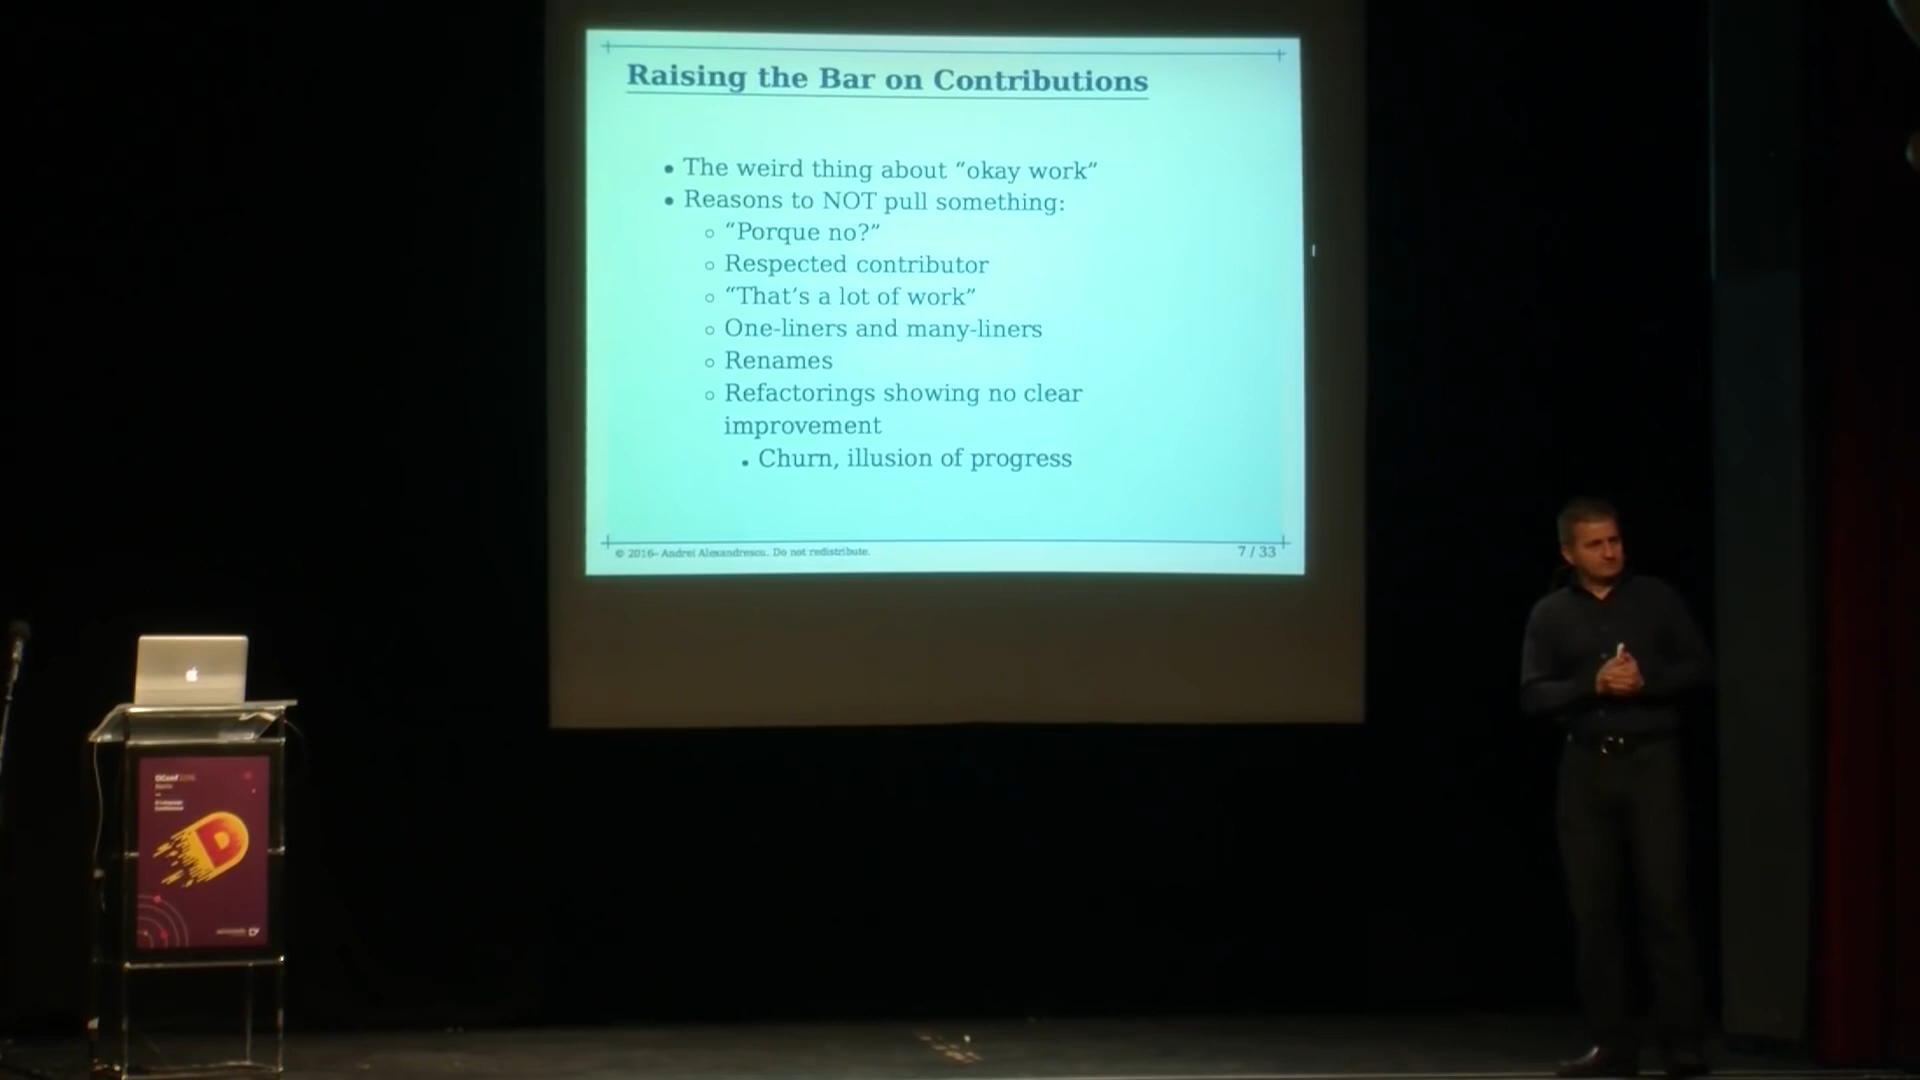 Raising the Bar on Contributions
• The weird thing about “okay work”
• Reasons to NOT pull something:
◦ “Porque no?”
◦ Respected contributor
◦ “That’s a lot of work”
◦ One-liners and many-liners
◦ Renames
◦ Refactorings showing no clear
improvement
• Churn, illusion of progress
© 2016– Andrei Alexandrescu. Do not redistribute.
7 / 33
DConf 2016
D